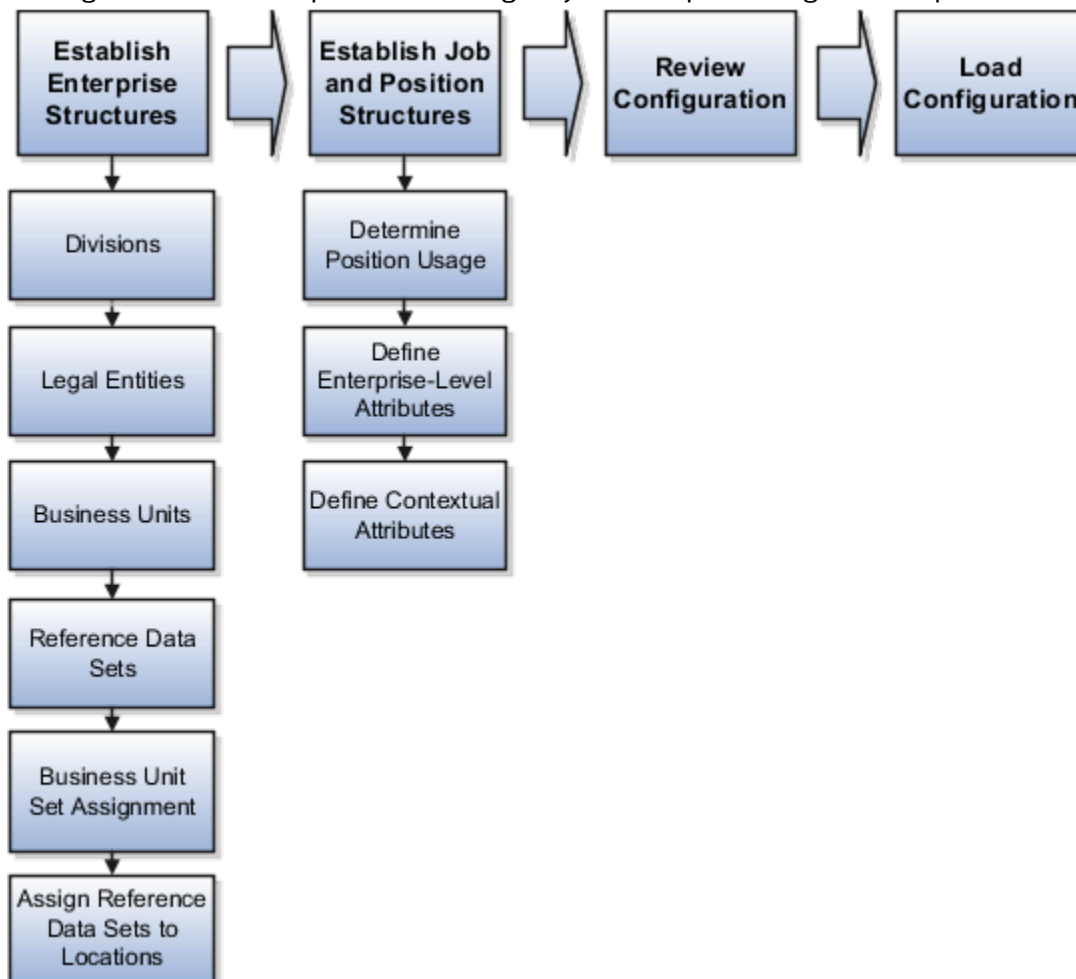 Establish
Enterprise
Structures
Establish Job
and Position
Structures
Review
Configuration
Load
Configuration
Divisions
Legal Entities
Business Units
Reference Data
Sets
Business Unit
Set Assignment
Assign Reference
Data Sets to
Locations
Determine
Position Usage
Define
Enterprise-Level
Attributes
Define Contextual
Attributes